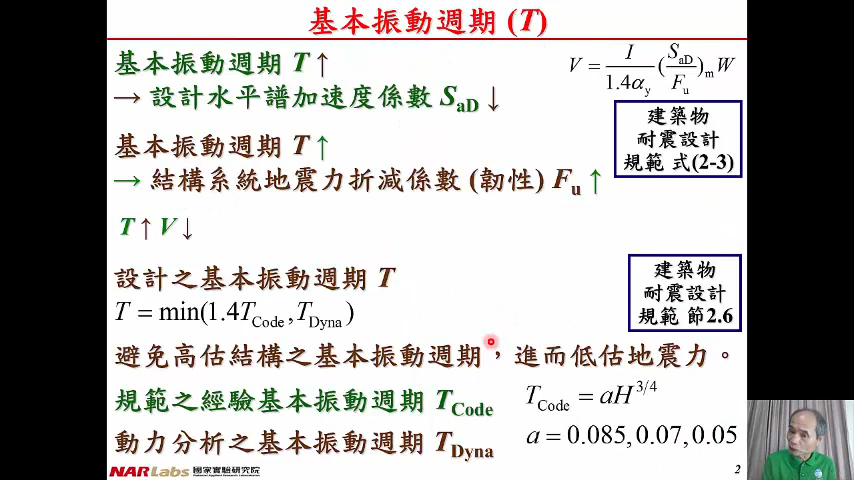 基本振動週期 (T)
基本振動週期 T↑
→ 設計水平譜加速度係數 SaD↓
V = I / 1.4αy (SaD / Fu)m W
建築物
耐震設計
規範 式(2-3)
基本振動週期 T↑
→ 結構系統地震力折減係數 (韌性) Fu↑
T↑V↓
設計之基本振動週期 T
T = min(1.4TCode, TDyna)
建築物
耐震設計
規範 節2.6
避免高估結構之基本振動週期，進而低估地震力。
規範之經驗基本振動週期 TCode
TCode = aH^3/4
動力分析之基本振動週期 TDyna
a = 0.085, 0.07, 0.05
NARLabs 國家實驗研究院
2